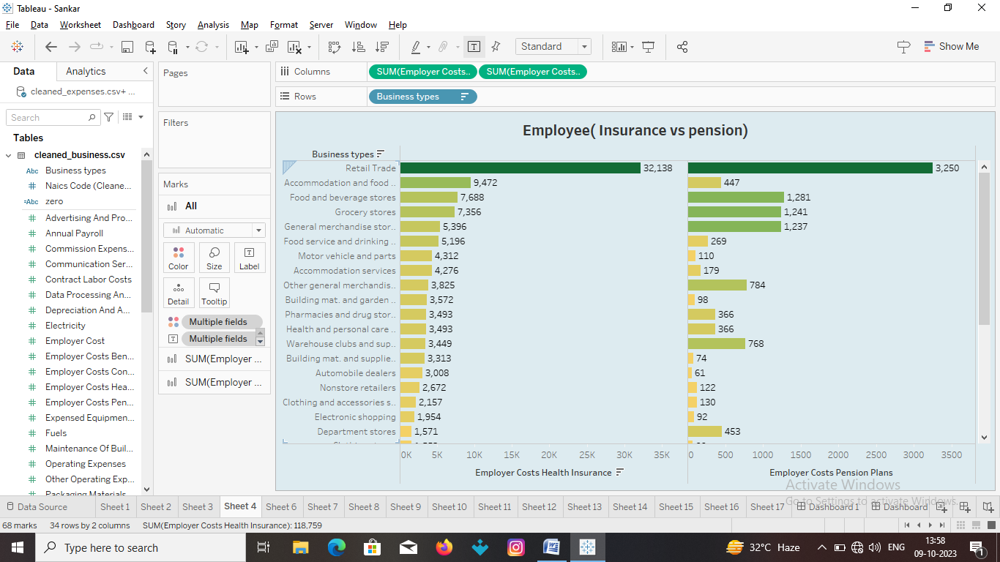 Tableau - Sankar
File Data Worksheet Dashboard Story Analysis Map Format Server Window Help
Standard
Show Me
Data Analytics
Pages
Columns SUM(Employer Costs.. SUM(Employer Costs..
cleaned_expenses.csv+ ...
Rows Business types
Search
Filters
Tables
cleaned_business.csv
Abc Business types
Abc Naics Code (Cleane...
=Abc zero
Advertising And Pro...
Annual Payroll
Commission Expens...
Communication Ser...
Contract Labor Costs
Data Processing An...
Depreciation And A...
Electricity
Employer Cost
Employer Costs Ben...
Employer Costs Con...
Employer Costs Hea...
Employer Costs Pen...
Expensed Equipmen...
Fuels
Maintenance Of Buil...
Operating Expenses
Other Operating Exp...
Packaging Materials
Marks
All
Automatic
Color Size Label
Detail Tooltip
Multiple fields
Multiple fields
SUM(Employer ...
SUM(Employer ...
Employee( Insurance vs pension)
Business types
Retail Trade 32,138 3,250
Accommodation and food .. 9,472 447
Food and beverage stores 7,688 1,281
Grocery stores 7,356 1,241
General merchandise stor.. 5,396 1,237
Food service and drinking .. 5,196 269
Motor vehicle and parts 4,312 110
Accommodation services 4,276 179
Other general merchandis.. 3,825 784
Building mat. and garden .. 3,572 98
Pharmacies and drug stor.. 3,493 366
Health and personal care .. 3,493 366
Warehouse clubs and sup.. 3,449 768
Building mat. and supplie.. 3,313 74
Automobile dealers 3,008 61
Nonstore retailers 2,672 122
Clothing and accessories s.. 2,157 130
Electronic shopping 1,954 92
Department stores 1,571 453
0K 5K 10K 15K 20K 25K 30K 35K 0 500 1000 1500 2000 2500 3000 3500
Employer Costs Health Insurance Employer Costs Pension Plans
Activate Windows
Go to Settings to activate Windows.
Data Source Sheet 1 Sheet 2 Sheet 3 Sheet 4 Sheet 6 Sheet 7 Sheet 8 Sheet 9 Sheet 10 Sheet 11 Sheet 12 Sheet 13 Sheet 14 Sheet 15 Sheet 16 Sheet 17 Dashboard 1 Dashboard
68 marks 34 rows by 2 columns SUM(Employer Costs Health Insurance): 118,759
Type here to search
32°C Haze
ENG
13:58
09-10-2023
1